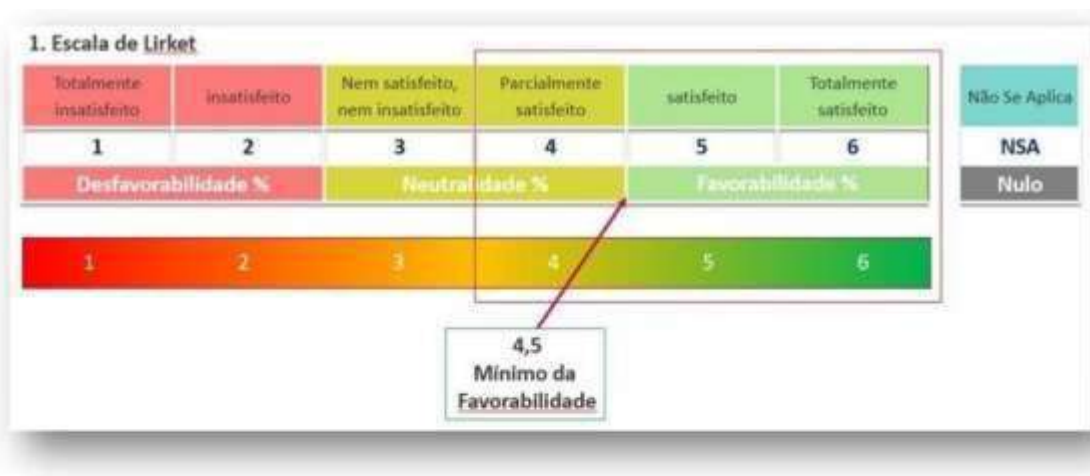 1. Escala de Lirket
Totalmente insatisfeito
insatisfeito
Nem satisfeito, nem insatisfeito
Parcialmente satisfeito
satisfeito
Totalmente satisfeito
Não Se Aplica
1 2 3 4 5 6 NSA
Desfavorabilidade % Neutralidade % Favorabilidade % Nulo
1 2 3 4 5 6
4,5
Mínimo da
Favorabilidade